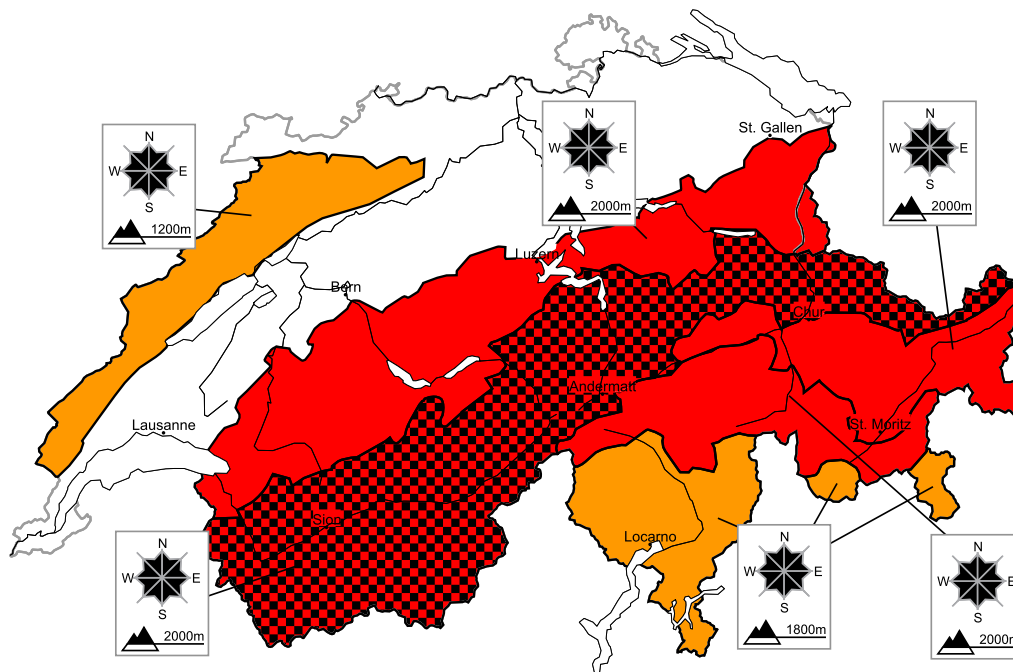 St. Gallen
N
W E
S
1200m
N
W E
S
2000m
N
W E
S
2000m
Luzern
Bern
Chur
Andermatt
Lausanne
St. Moritz
Sion
Locarno
N
W E
S
2000m
N
W E
S
1800m
N
W E
S
2000m